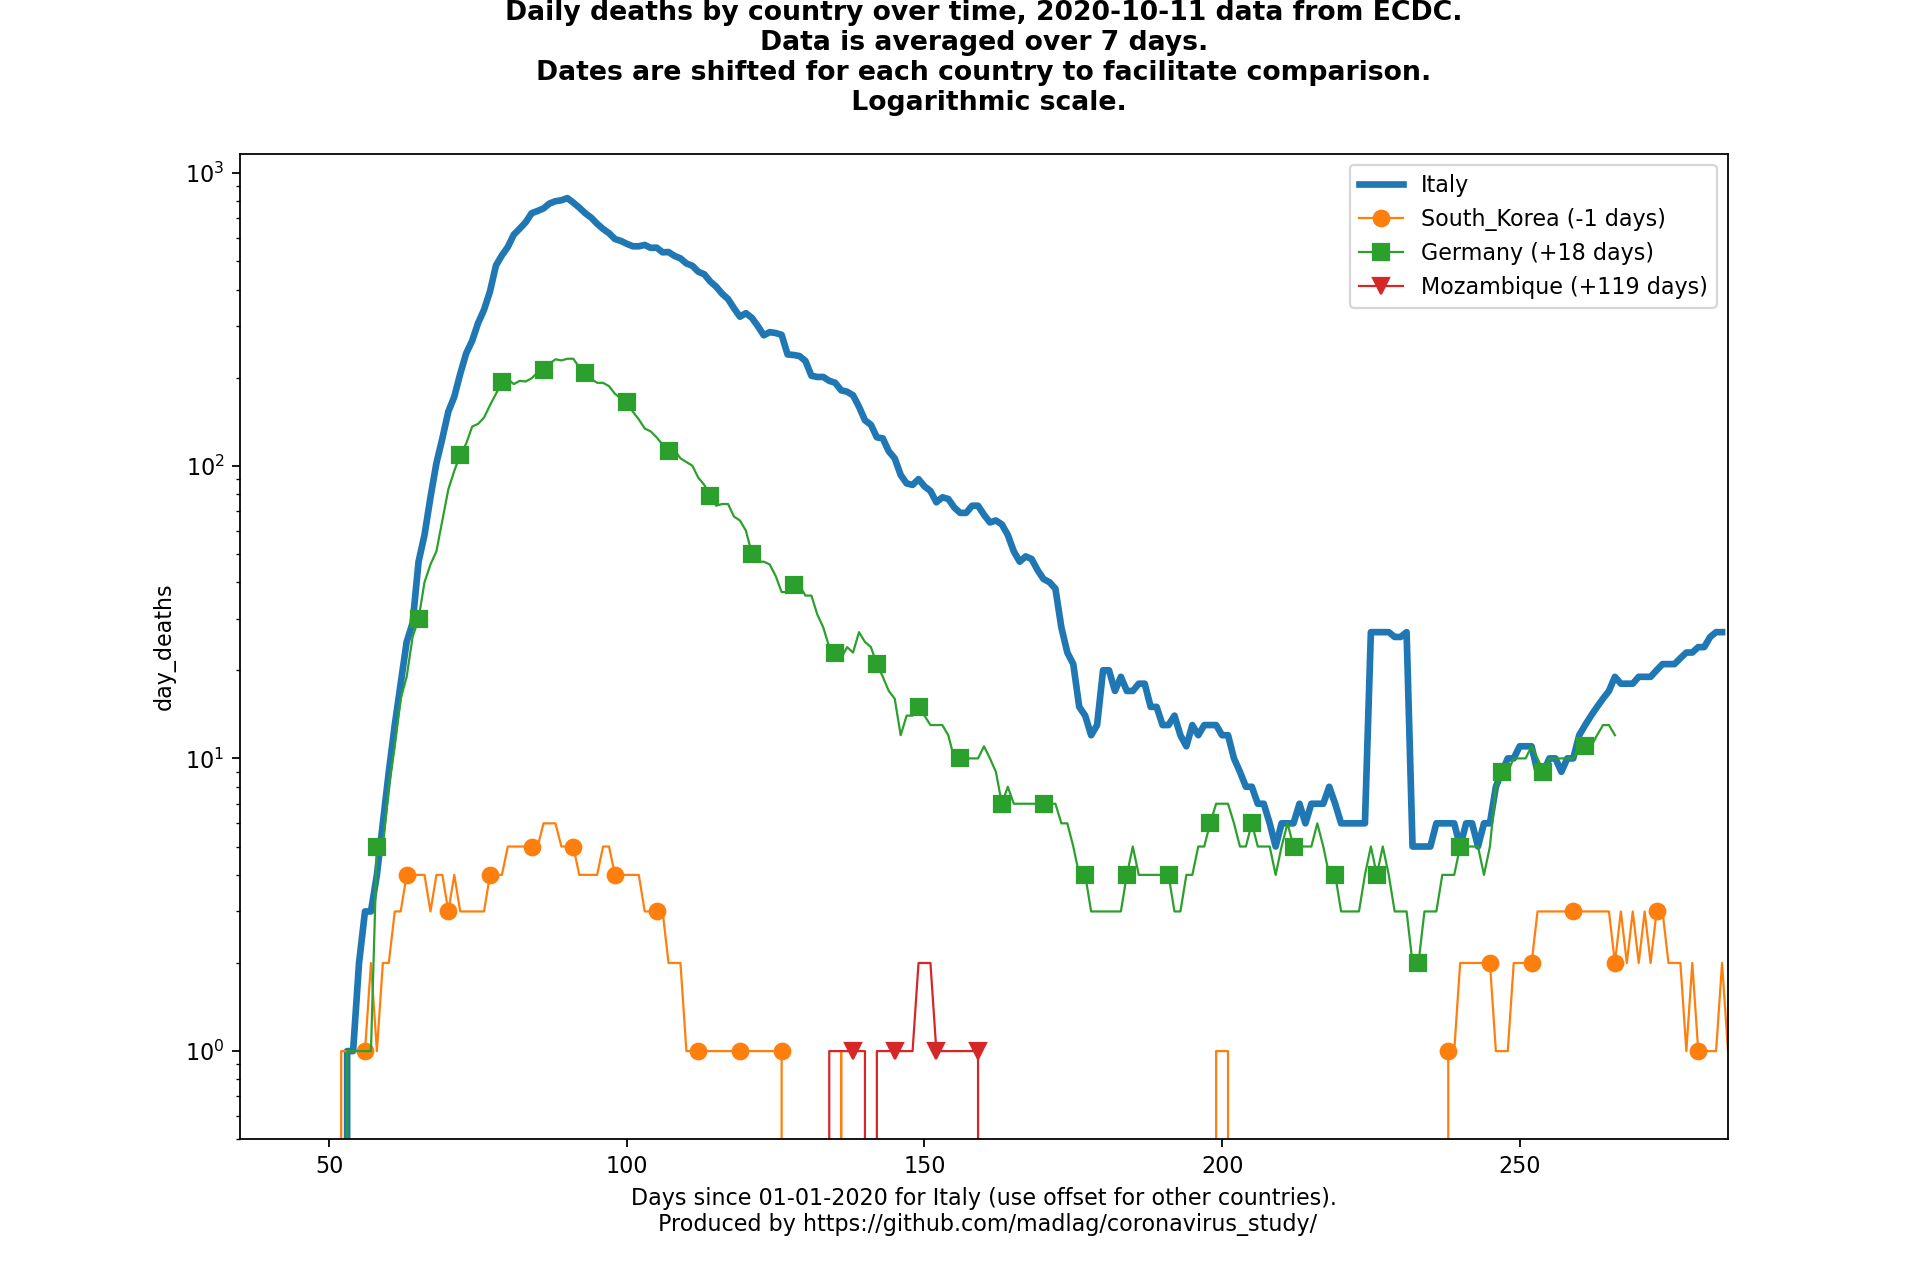 Daily deaths by country over time, 2020-10-11 data from ECDC.
Data is averaged over 7 days.
Dates are shifted for each country to facilitate comparison.
Logarithmic scale.
10³
10²
10¹
10⁰
day_deaths
Italy
South_Korea (-1 days)
Germany (+18 days)
Mozambique (+119 days)
50
100
150
200
250
Days since 01-01-2020 for Italy (use offset for other countries).
Produced by https://github.com/madlag/coronavirus_study/